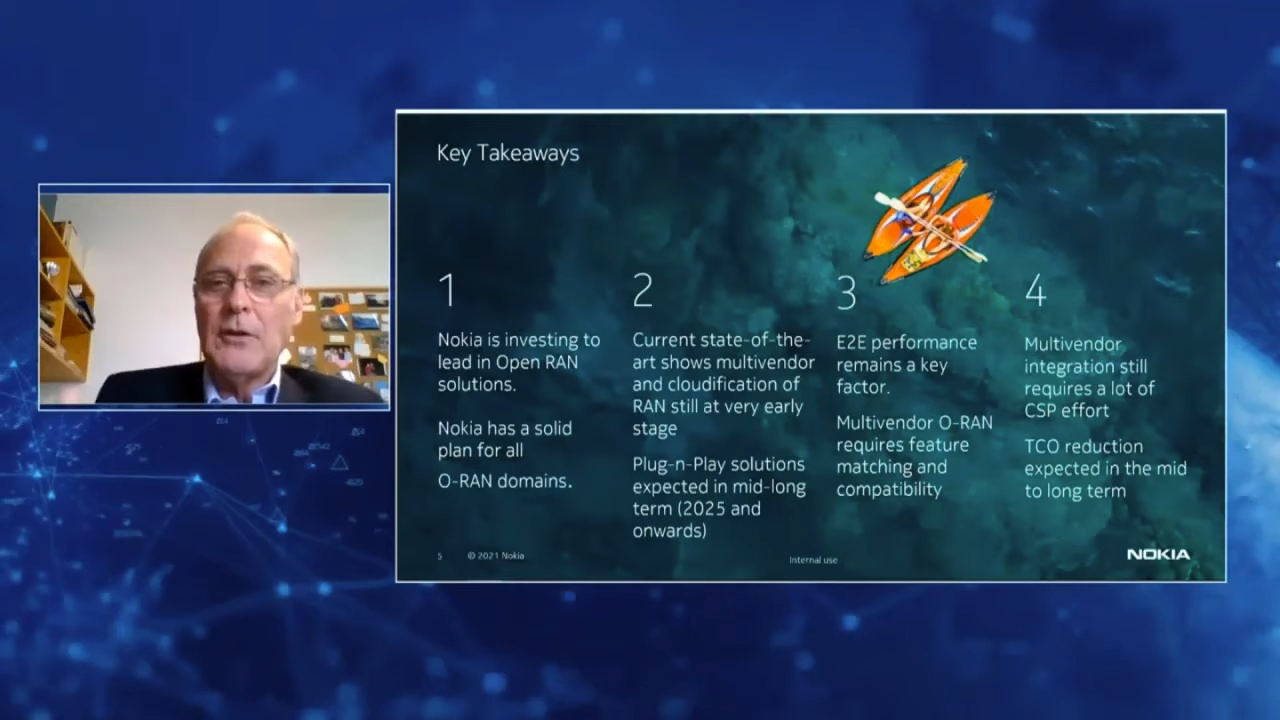 Key Takeaways
1
Nokia is investing to
lead in Open RAN
solutions.
Nokia has a solid
plan for all
O-RAN domains.
2
Current state-of-the-
art shows multivendor
and cloudification of
RAN still at very early
stage
Plug-n-Play solutions
expected in mid-long
term (2025 and
onwards)
3
E2E performance
remains a key
factor.
Multivendor O-RAN
requires feature
matching and
compatibility
4
Multivendor
integration still
requires a lot of
CSP effort
TCO reduction
expected in the mid
to long term
5
© 2021 Nokia
Internal use
NOKIA